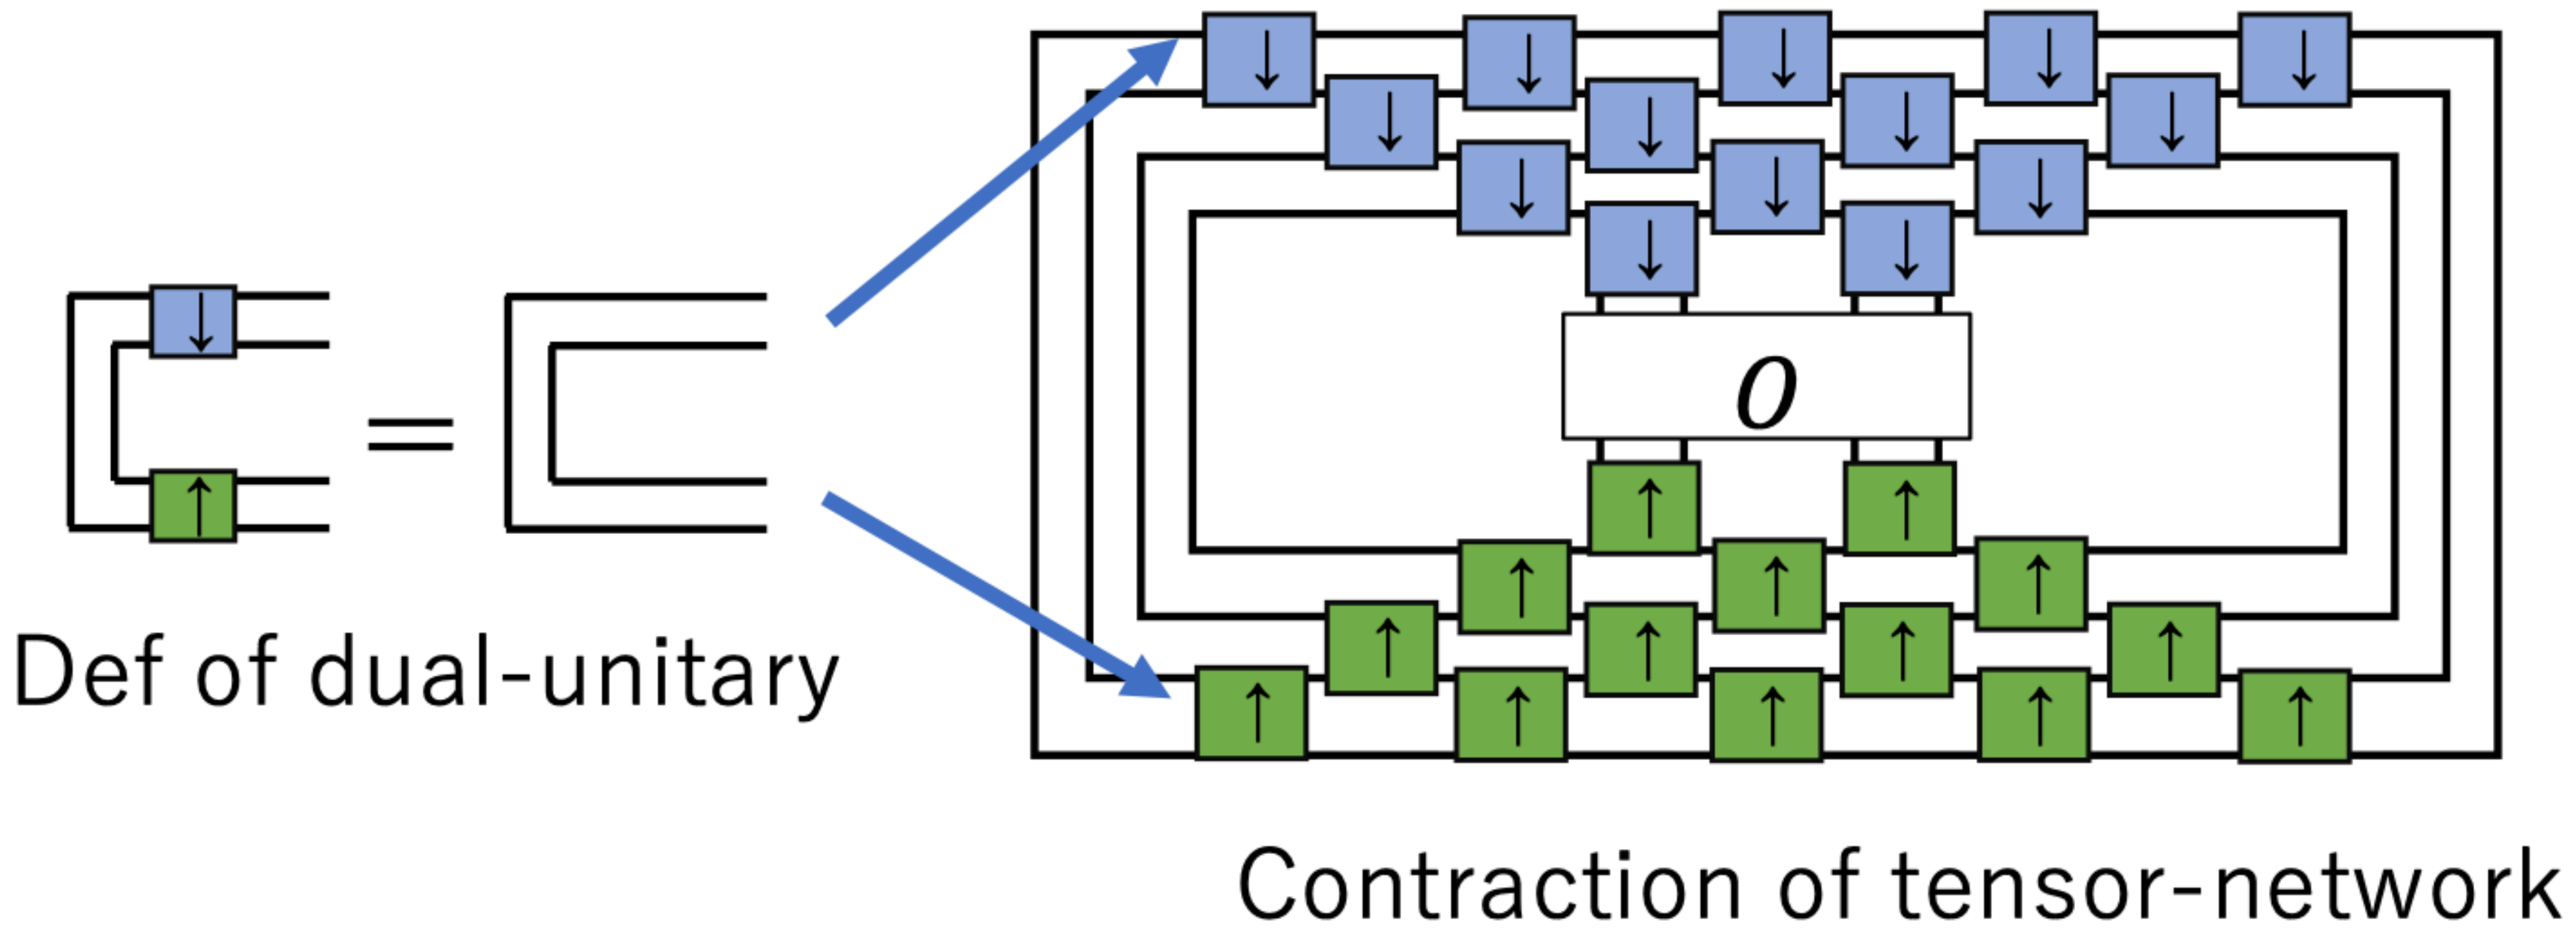 ↓ ↓ ↓ ↓ ↓
↓ ↓ ↓ ↓
↓ ↓ ↓
↓ ↓
↓
=
O
↑
↑ ↑
↑ ↑ ↑
↑ ↑ ↑ ↑
↑ ↑ ↑ ↑ ↑
Def of dual-unitary
Contraction of tensor-network